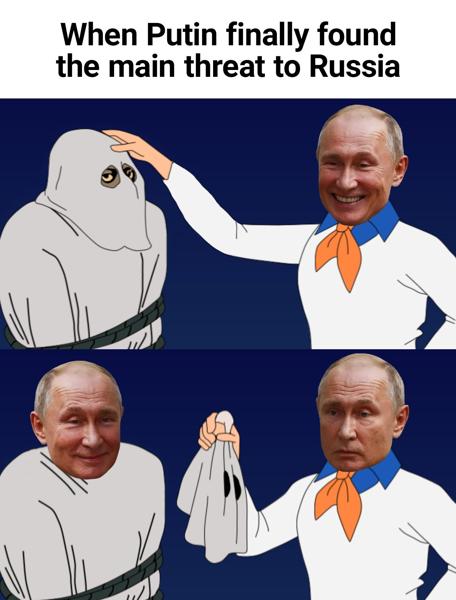 When Putin finally found
the main threat to Russia